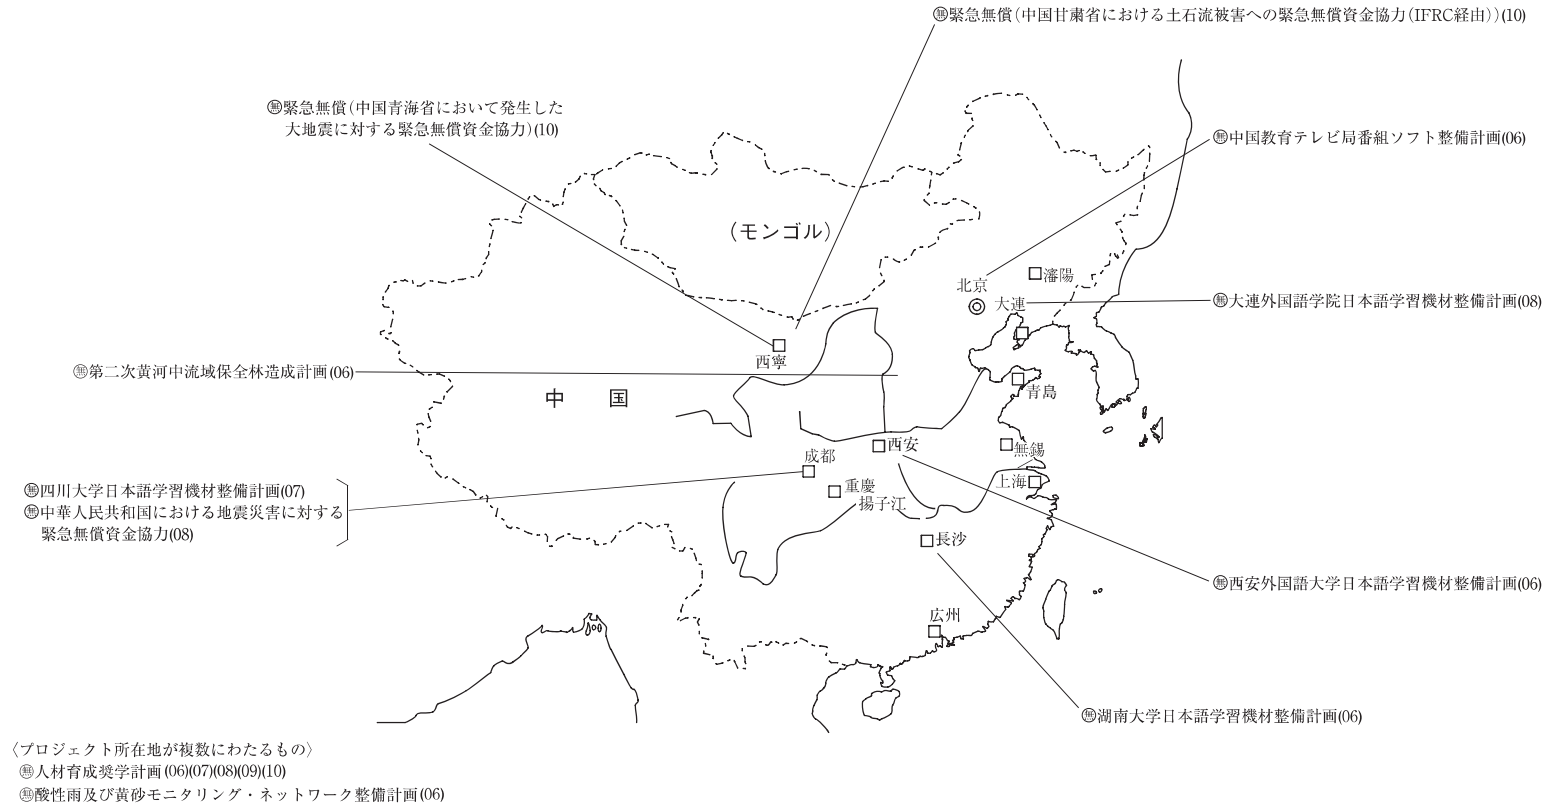 ㊄緊急無償(中国甘粛省における土石流被害への緊急無償資金協力(IFRC経由))(10)
㊄緊急無償(中国青海省において発生した
大地震に対する緊急無償資金協力)(10)
㊄中国教育テレビ局番組ソフト整備計画(06)
(モンゴル)
瀋陽
北京
大連
㊄大連外国語学院日本語学習機材整備計画(08)
西寧
㊄第二次黄河中流域保全林造成計画(06)
中国
青島
西安
無錫
成都
上海
重慶
揚子江
㊄四川大学日本語学習機材整備計画(07)
㊄中華人民共和国における地震災害に対する
緊急無償資金協力(08)
長沙
㊄西安外国語大学日本語学習機材整備計画(06)
広州
㊄湖南大学日本語学習機材整備計画(06)
〈プロジェクト所在地が複数にわたるもの〉
㊄人材育成奨学計画(06)(07)(08)(09)(10)
㊄酸性雨及び黄砂モニタリング・ネットワーク整備計画(06)